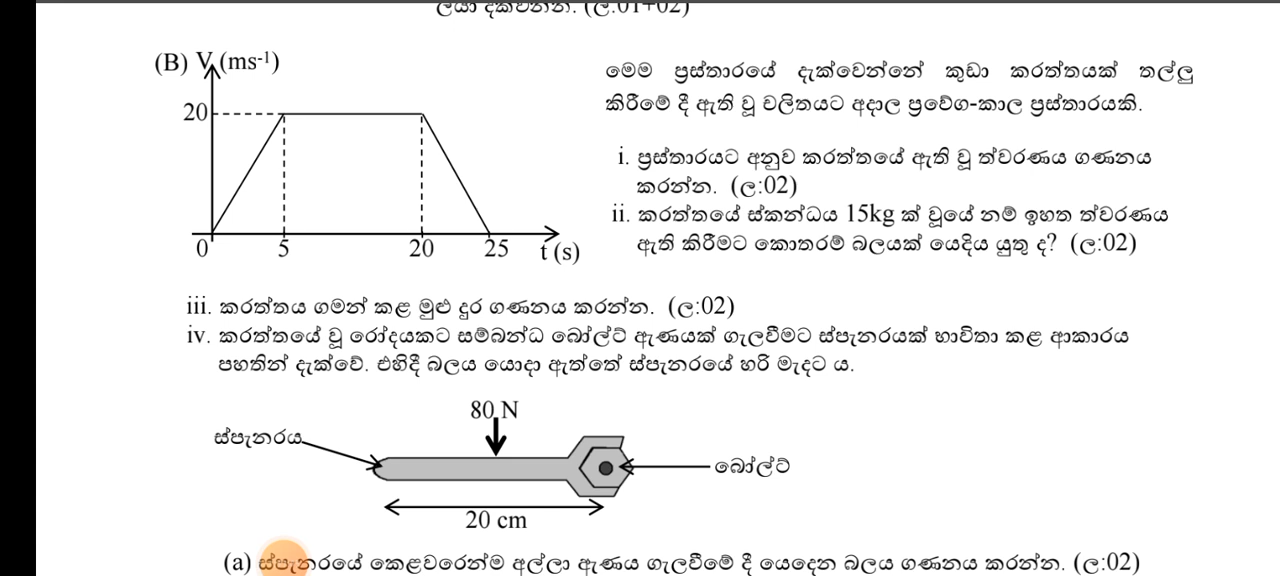 ලියා දක්වන්න. (ල:01+02)
(B) V (ms-1)
20
0 5 20 25 t (s)
මෙම ප්‍රස්තාරයේ දැක්වෙන්නේ කුඩා කරත්තයක් තල්ලු
කිරීමේ දී ඇති වූ චලිතයට අදාල ප්‍රවේග-කාල ප්‍රස්තාරයකි.
i. ප්‍රස්තාරයට අනුව කරත්තයේ ඇති වූ ත්වරණය ගණනය
කරන්න. (ල:02)
ii. කරත්තයේ ස්කන්ධය 15kg ක් වූයේ නම් ඉහත ත්වරණය
ඇති කිරීමට කොතරම් බලයක් යෙදිය යුතු ද? (ල:02)
iii. කරත්තය ගමන් කළ මුළු දුර ගණනය කරන්න. (ල:02)
iv. කරත්තයේ වූ රෝදයකට සම්බන්ධ බෝල්ට් ඇණයක් ගැලවීමට ස්පැනරයක් භාවිතා කළ ආකාරය
පහතින් දැක්වේ. එහිදී බලය යොදා ඇත්තේ ස්පැනරයේ හරි මැදට ය.
80 N
ස්පැනරය
බෝල්ට්
20 cm
(a) ස්පැනරයේ කෙළවරෙන්ම අල්ලා ඇණය ගැලවීමේ දී යෙදෙන බලය ගණනය කරන්න. (ල:02)